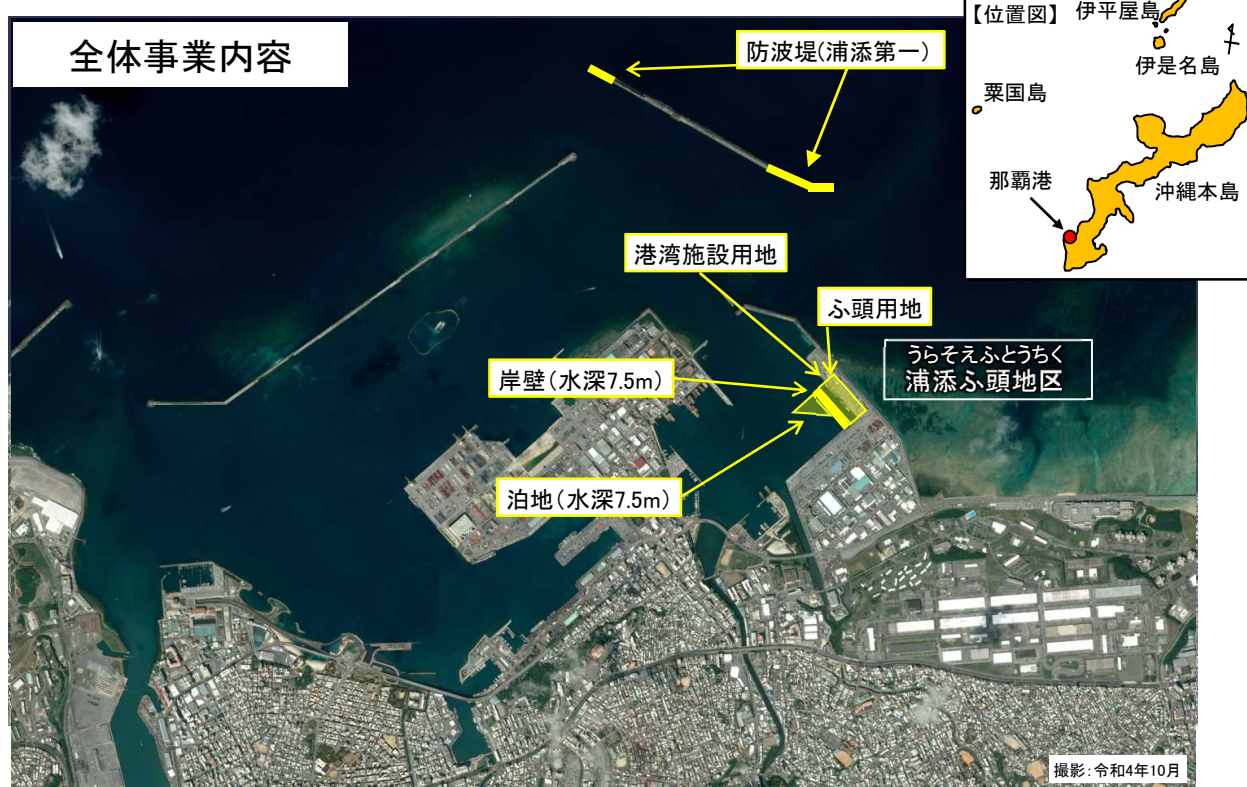 全体事業内容
防波堤(浦添第一)
【位置図】
伊平屋島
伊是名島
粟国島
那覇港
沖縄本島
港湾施設用地
ふ頭用地
うらそえふとうちく
浦添ふ頭地区
岸壁(水深7.5m)
泊地(水深7.5m)
撮影:令和4年10月